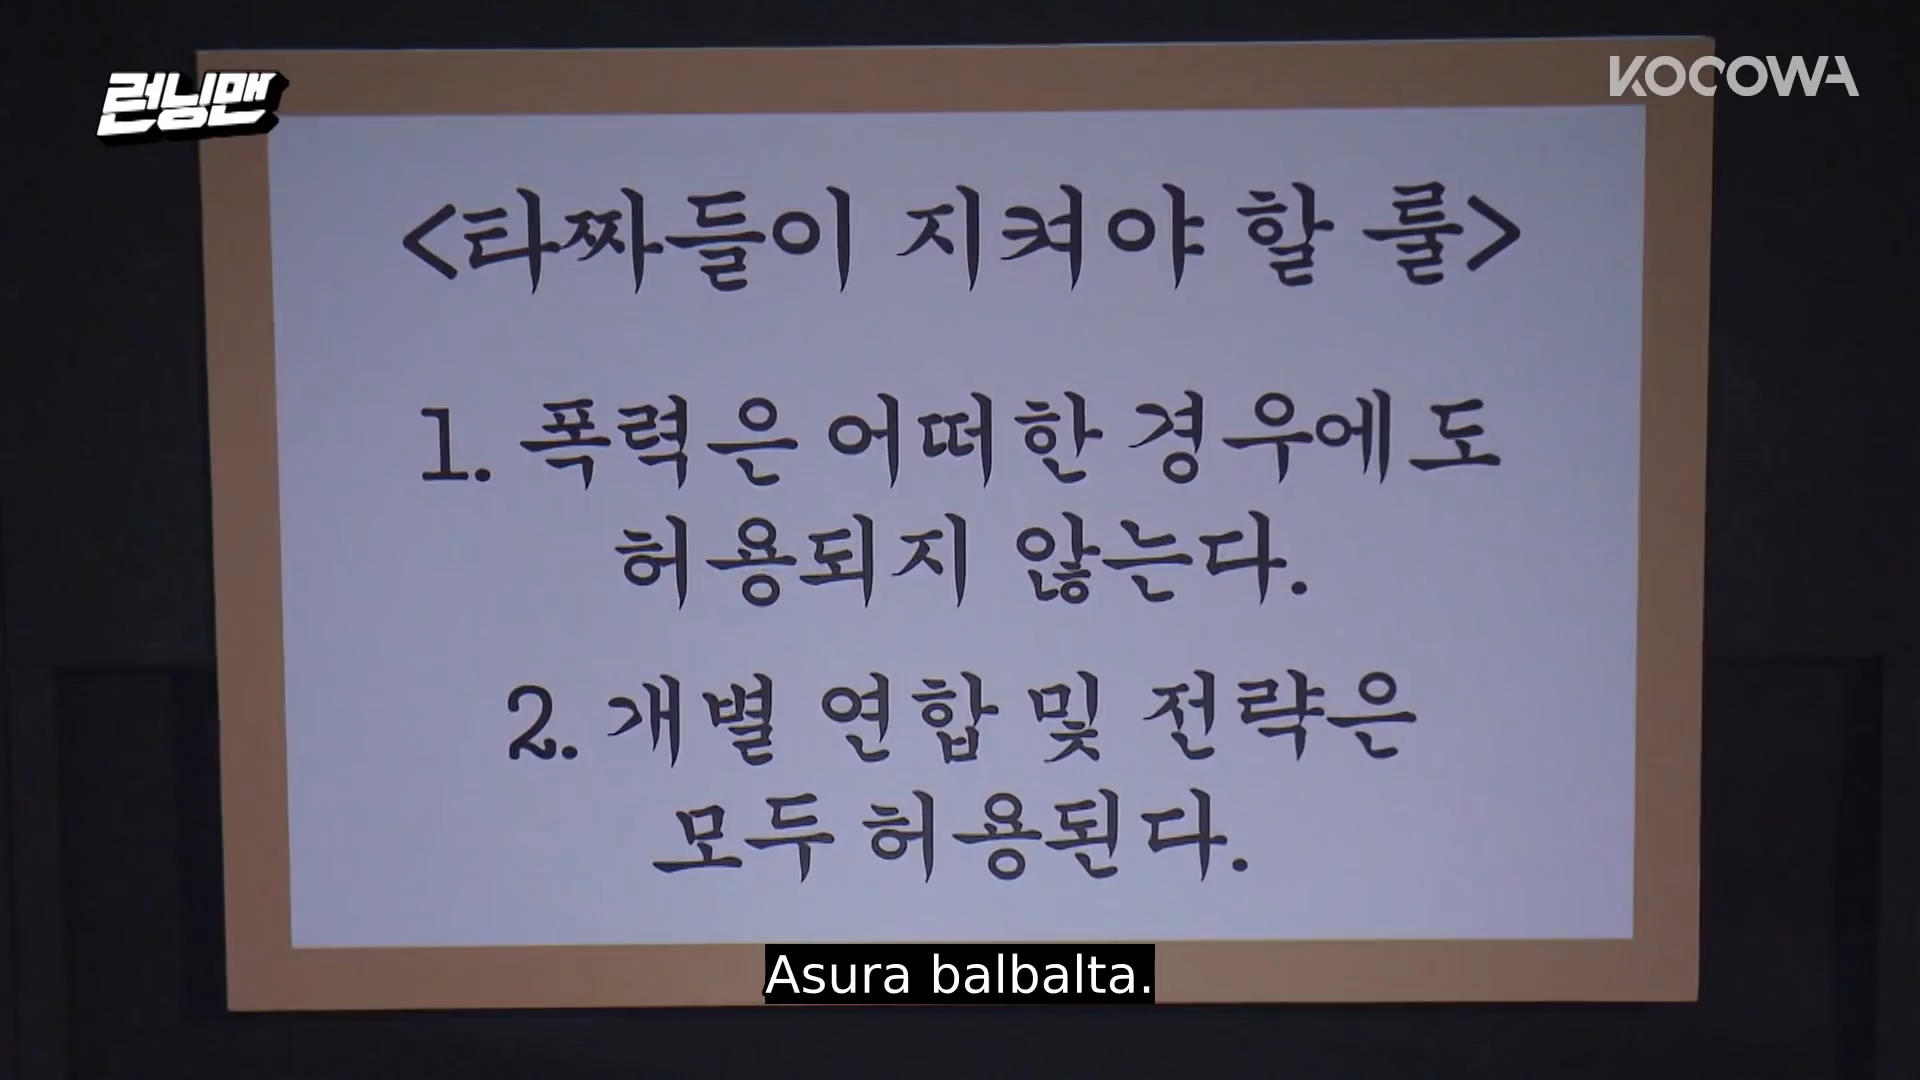 런닝맨
KOCOWA
<타짜들이 지켜야 할 룰>
1. 폭력은 어떠한 경우에도
허용되지 않는다.
2. 개별 연합 및 전략은
모두 허용된다.
Asura balbalta.